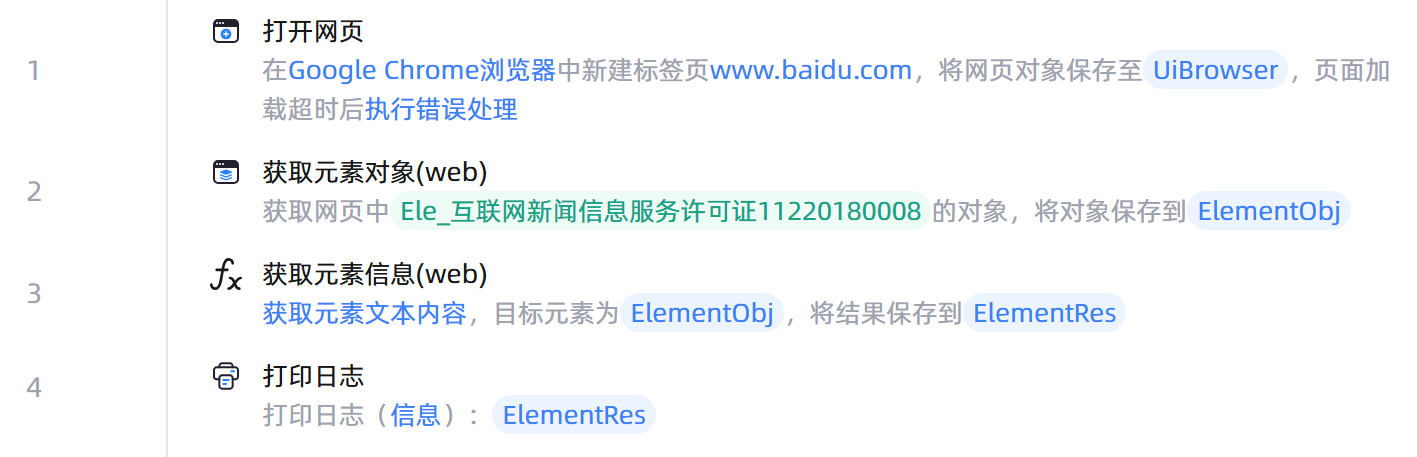 打开网页
1
在Google Chrome浏览器中新建标签页www.baidu.com，将网页对象保存至 UiBrowser ，页面加
载超时后执行错误处理
获取元素对象(web)
2
获取网页中 Ele_互联网新闻信息服务许可证11220180008 的对象，将对象保存到 ElementObj
获取元素信息(web)
3
获取元素文本内容，目标元素为 ElementObj ，将结果保存到 ElementRes
打印日志
4
打印日志（信息）： ElementRes